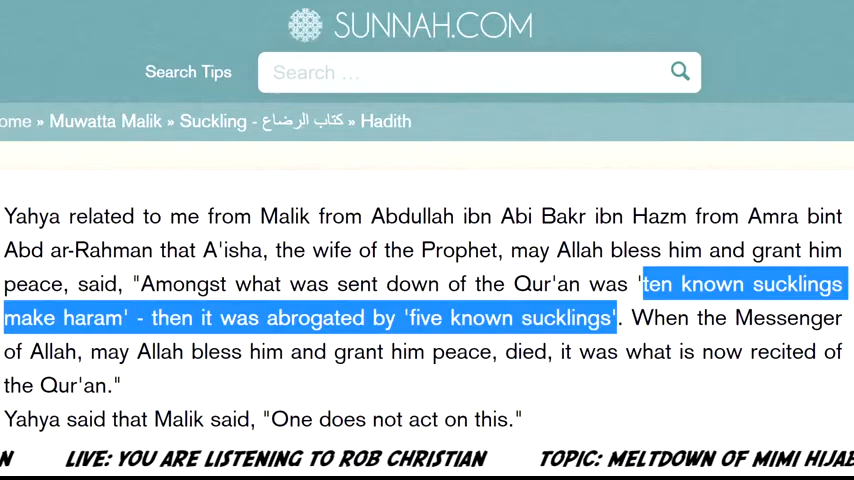 SUNNAH.COM
Search Tips
Search ...
ome » Muwatta Malik » Suckling - كتاب الرضاع » Hadith
Yahya related to me from Malik from Abdullah ibn Abi Bakr ibn Hazm from Amra bint
Abd ar-Rahman that A'isha, the wife of the Prophet, may Allah bless him and grant him
peace, said, "Amongst what was sent down of the Qur'an was 'ten known sucklings
make haram' - then it was abrogated by 'five known sucklings'. When the Messenger
of Allah, may Allah bless him and grant him peace, died, it was what is now recited of
the Qur'an."
Yahya said that Malik said, "One does not act on this."
N LIVE: YOU ARE LISTENING TO ROB CHRISTIAN TOPIC: MELTDOWN OF MIMI HIJAB